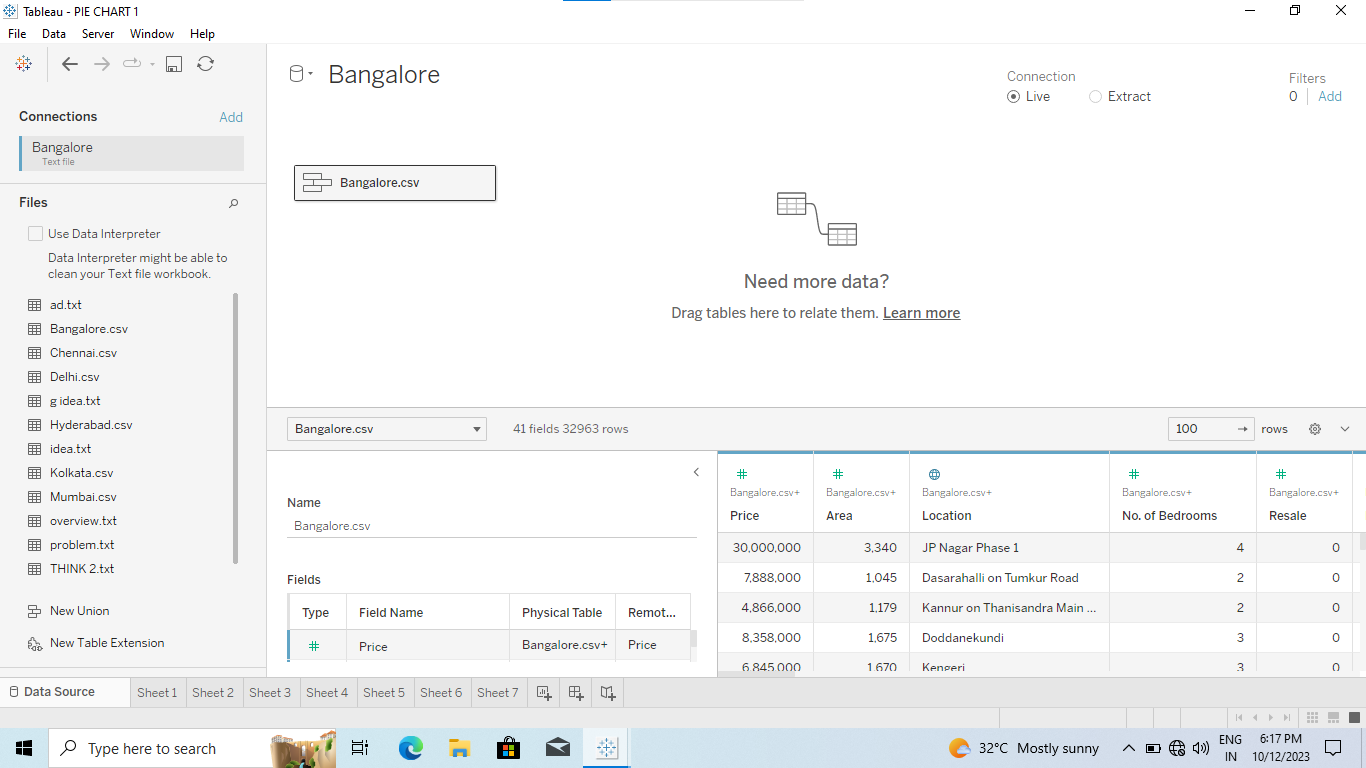 Tableau - PIE CHART 1
File Data Server Window Help
Bangalore
Connection
Live Extract
Filters
0 Add
Connections Add
Bangalore
Text file
Files
Use Data Interpreter
Data Interpreter might be able to
clean your Text file workbook.
ad.txt
Bangalore.csv
Chennai.csv
Delhi.csv
g idea.txt
Hyderabad.csv
idea.txt
Kolkata.csv
Mumbai.csv
overview.txt
problem.txt
THINK 2.txt
New Union
New Table Extension
Bangalore.csv
Need more data?
Drag tables here to relate them. Learn more
Bangalore.csv 41 fields 32963 rows 100 rows
Name
Bangalore.csv
Fields
Type Field Name Physical Table Remot...
Price Bangalore.csv+ Price
Bangalore.csv+ Bangalore.csv+ Bangalore.csv+ Bangalore.csv+ Bangalore.csv+
Price Area Location No. of Bedrooms Resale
30,000,000 3,340 JP Nagar Phase 1 4 0
7,888,000 1,045 Dasarahalli on Tumkur Road 2 0
4,866,000 1,179 Kannur on Thanisandra Main ... 2 0
8,358,000 1,675 Doddanekundi 3 0
6,845,000 1,670 Kengeri 3 0
Data Source Sheet 1 Sheet 2 Sheet 3 Sheet 4 Sheet 5 Sheet 6 Sheet 7
Type here to search
32°C Mostly sunny
ENG
IN
6:17 PM
10/12/2023